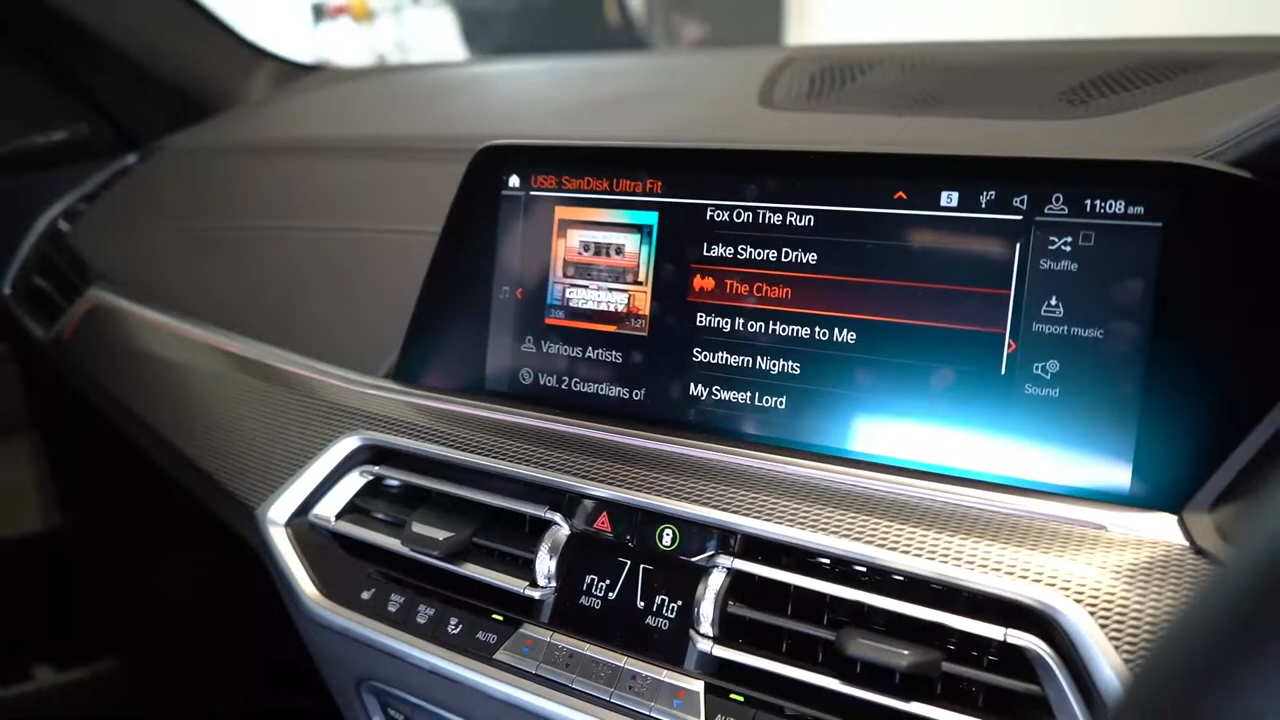 USB: SanDisk Ultra Fit
5
11:08 am
Fox On The Run
Lake Shore Drive
The Chain
Bring It on Home to Me
Southern Nights
My Sweet Lord
GUARDIANS
GALAXY
3:06
-1:21
Various Artists
Vol. 2 Guardians of
Shuffle
Import music
Sound
17.0°
AUTO
17.0°
AUTO
MAX
REAR
AUTO